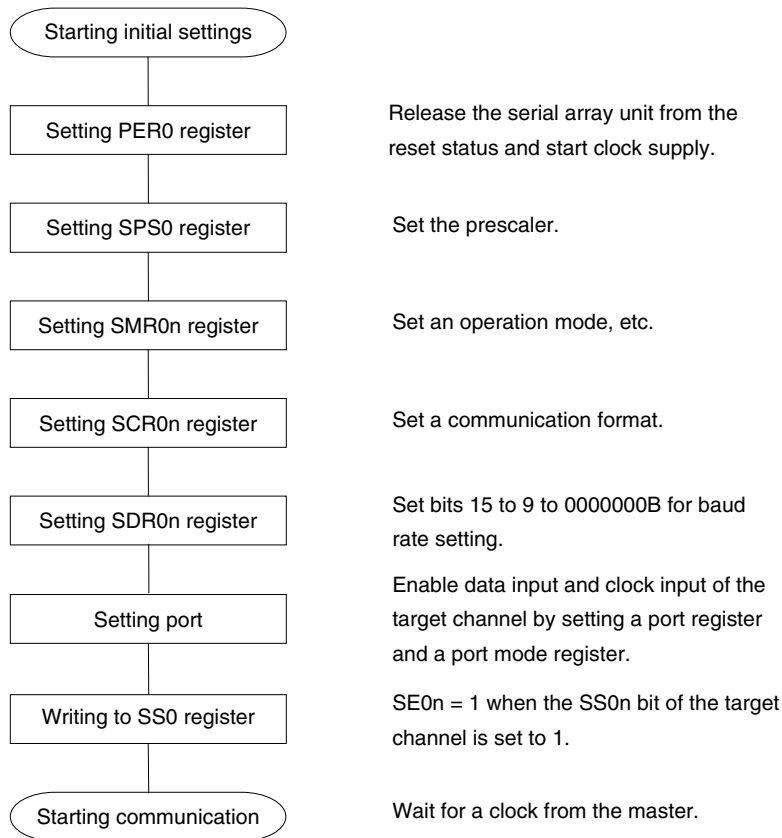 Starting initial settings
Setting PER0 register
Release the serial array unit from the
reset status and start clock supply.
Setting SPS0 register
Set the prescaler.
Setting SMR0n register
Set an operation mode, etc.
Setting SCR0n register
Set a communication format.
Setting SDR0n register
Set bits 15 to 9 to 0000000B for baud
rate setting.
Setting port
Enable data input and clock input of the
target channel by setting a port register
and a port mode register.
Writing to SS0 register
SE0n = 1 when the SS0n bit of the target
channel is set to 1.
Starting communication
Wait for a clock from the master.